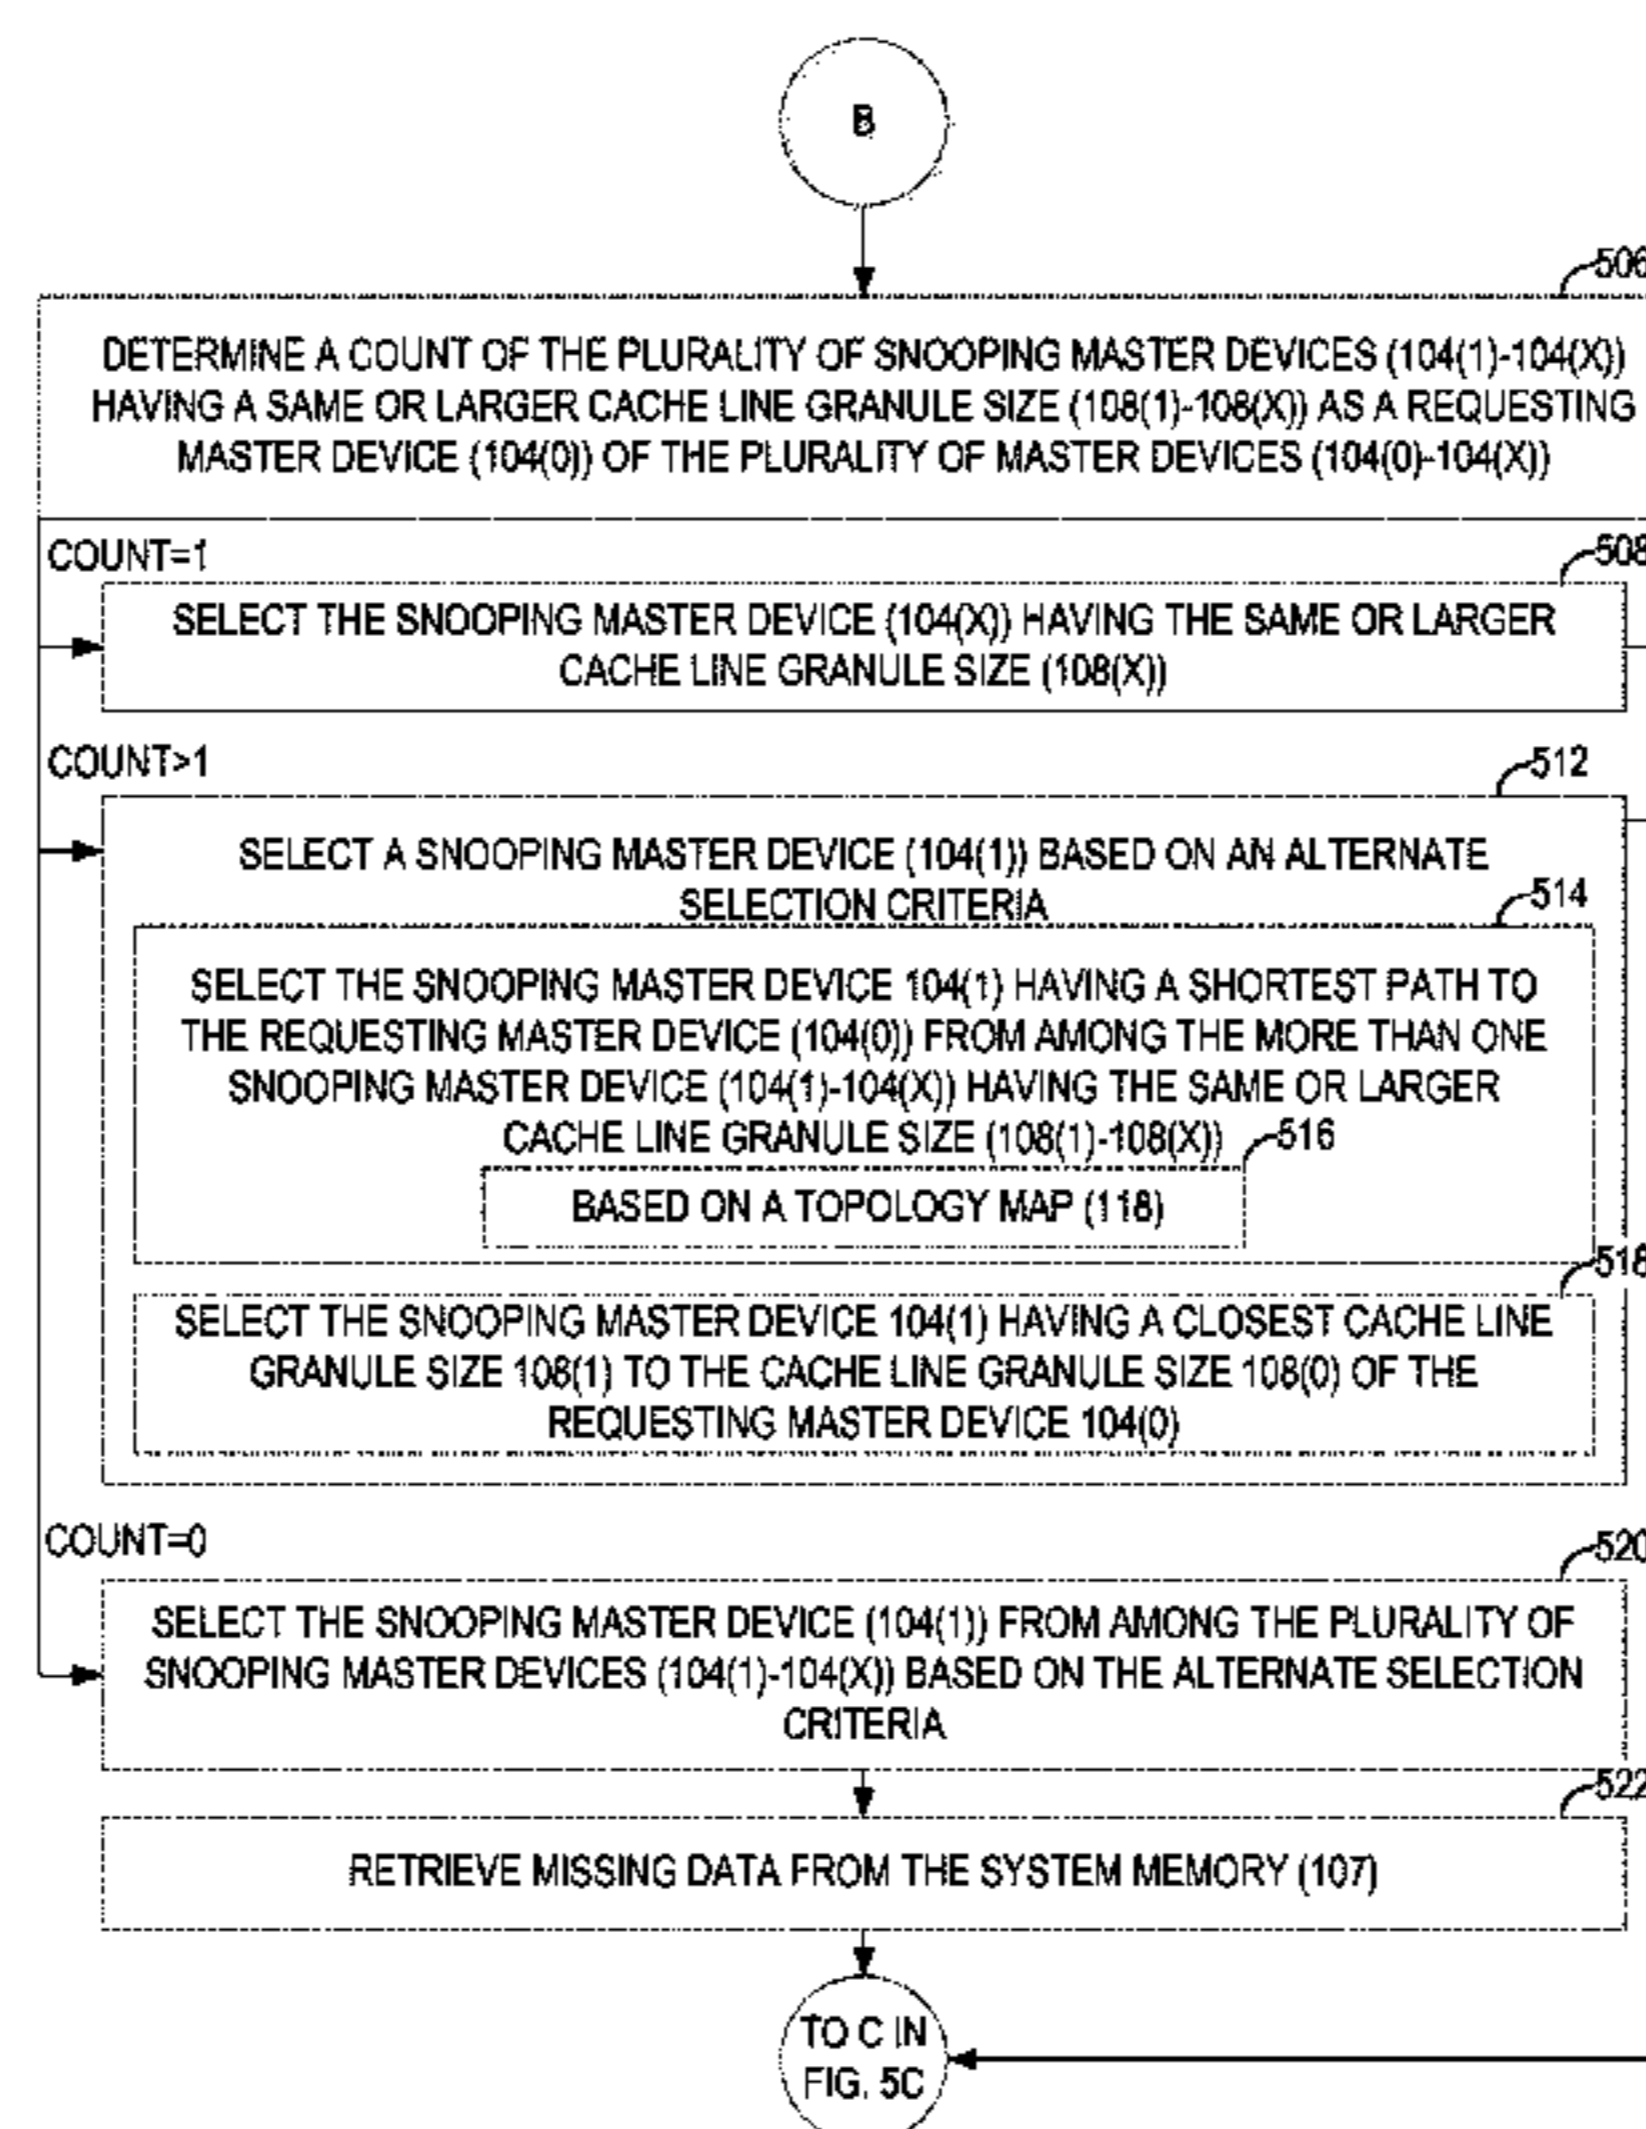 B
506
DETERMINE A COUNT OF THE PLURALITY OF SNOOPING MASTER DEVICES (104(1)-104(X))
HAVING A SAME OR LARGER CACHE LINE GRANULE SIZE (108(1)-108(X)) AS A REQUESTING
MASTER DEVICE (104(0)) OF THE PLURALITY OF MASTER DEVICES (104(0)-104(X))
COUNT=1
508
SELECT THE SNOOPING MASTER DEVICE (104(X)) HAVING THE SAME OR LARGER
CACHE LINE GRANULE SIZE (108(X))
COUNT>1
512
SELECT A SNOOPING MASTER DEVICE (104(1)) BASED ON AN ALTERNATE
SELECTION CRITERIA
514
SELECT THE SNOOPING MASTER DEVICE 104(1) HAVING A SHORTEST PATH TO
THE REQUESTING MASTER DEVICE (104(0)) FROM AMONG THE MORE THAN ONE
SNOOPING MASTER DEVICE (104(1)-104(X)) HAVING THE SAME OR LARGER
CACHE LINE GRANULE SIZE (108(1)-108(X))
516
BASED ON A TOPOLOGY MAP (118)
518
SELECT THE SNOOPING MASTER DEVICE 104(1) HAVING A CLOSEST CACHE LINE
GRANULE SIZE 108(1) TO THE CACHE LINE GRANULE SIZE 108(0) OF THE
REQUESTING MASTER DEVICE 104(0)
COUNT=0
520
SELECT THE SNOOPING MASTER DEVICE (104(1)) FROM AMONG THE PLURALITY OF
SNOOPING MASTER DEVICES (104(1)-104(X)) BASED ON THE ALTERNATE SELECTION
CRITERIA
522
RETRIEVE MISSING DATA FROM THE SYSTEM MEMORY (107)
TO C IN
FIG. 5C